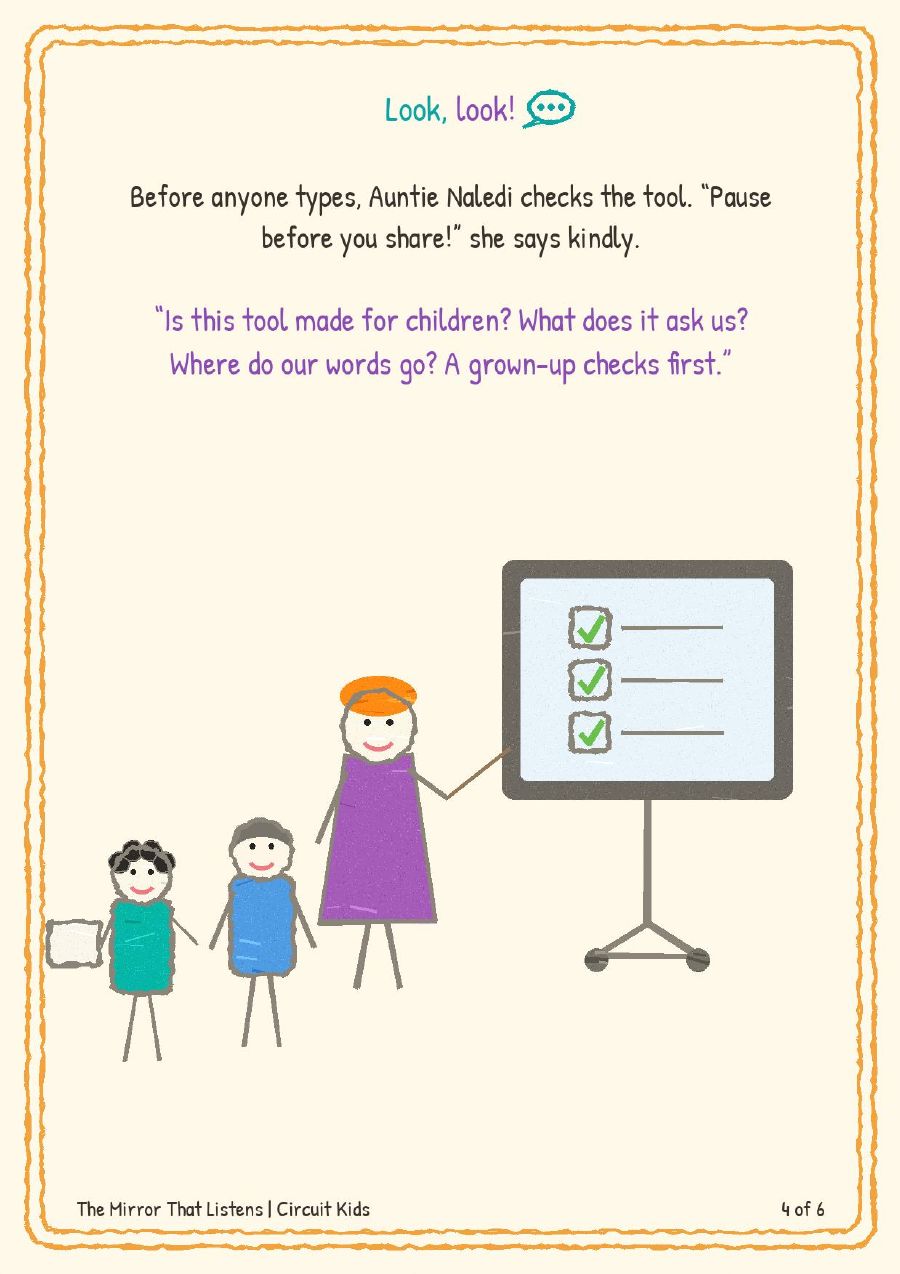 Look, look!
Before anyone types, Auntie Naledi checks the tool. “Pause
before you share!” she says kindly.
“Is this tool made for children? What does it ask us?
Where do our words go? A grown-up checks first.”
The Mirror That Listens | Circuit Kids
4 of 6